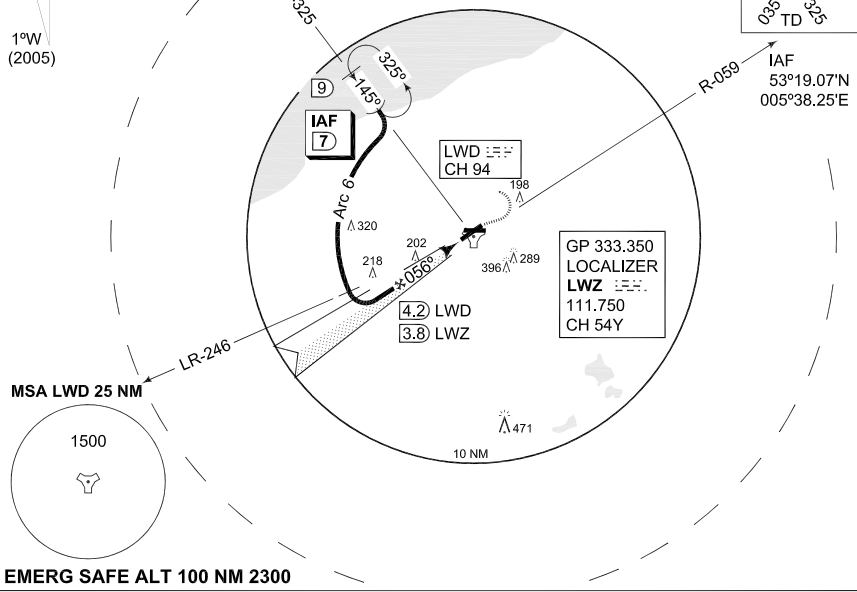 035
325
TD
325
1ºW
(2005)
IAF
53º19.07'N
005º38.25'E
R-059
9
325º
145º
IAF
7
LWD
CH 94
198
Arc 6
320
202
218
056º
396
289
GP 333.350
LOCALIZER
LWZ
111.750
CH 54Y
4.2 LWD
3.8 LWZ
LR-246
MSA LWD 25 NM
1500
471
10 NM
EMERG SAFE ALT 100 NM 2300